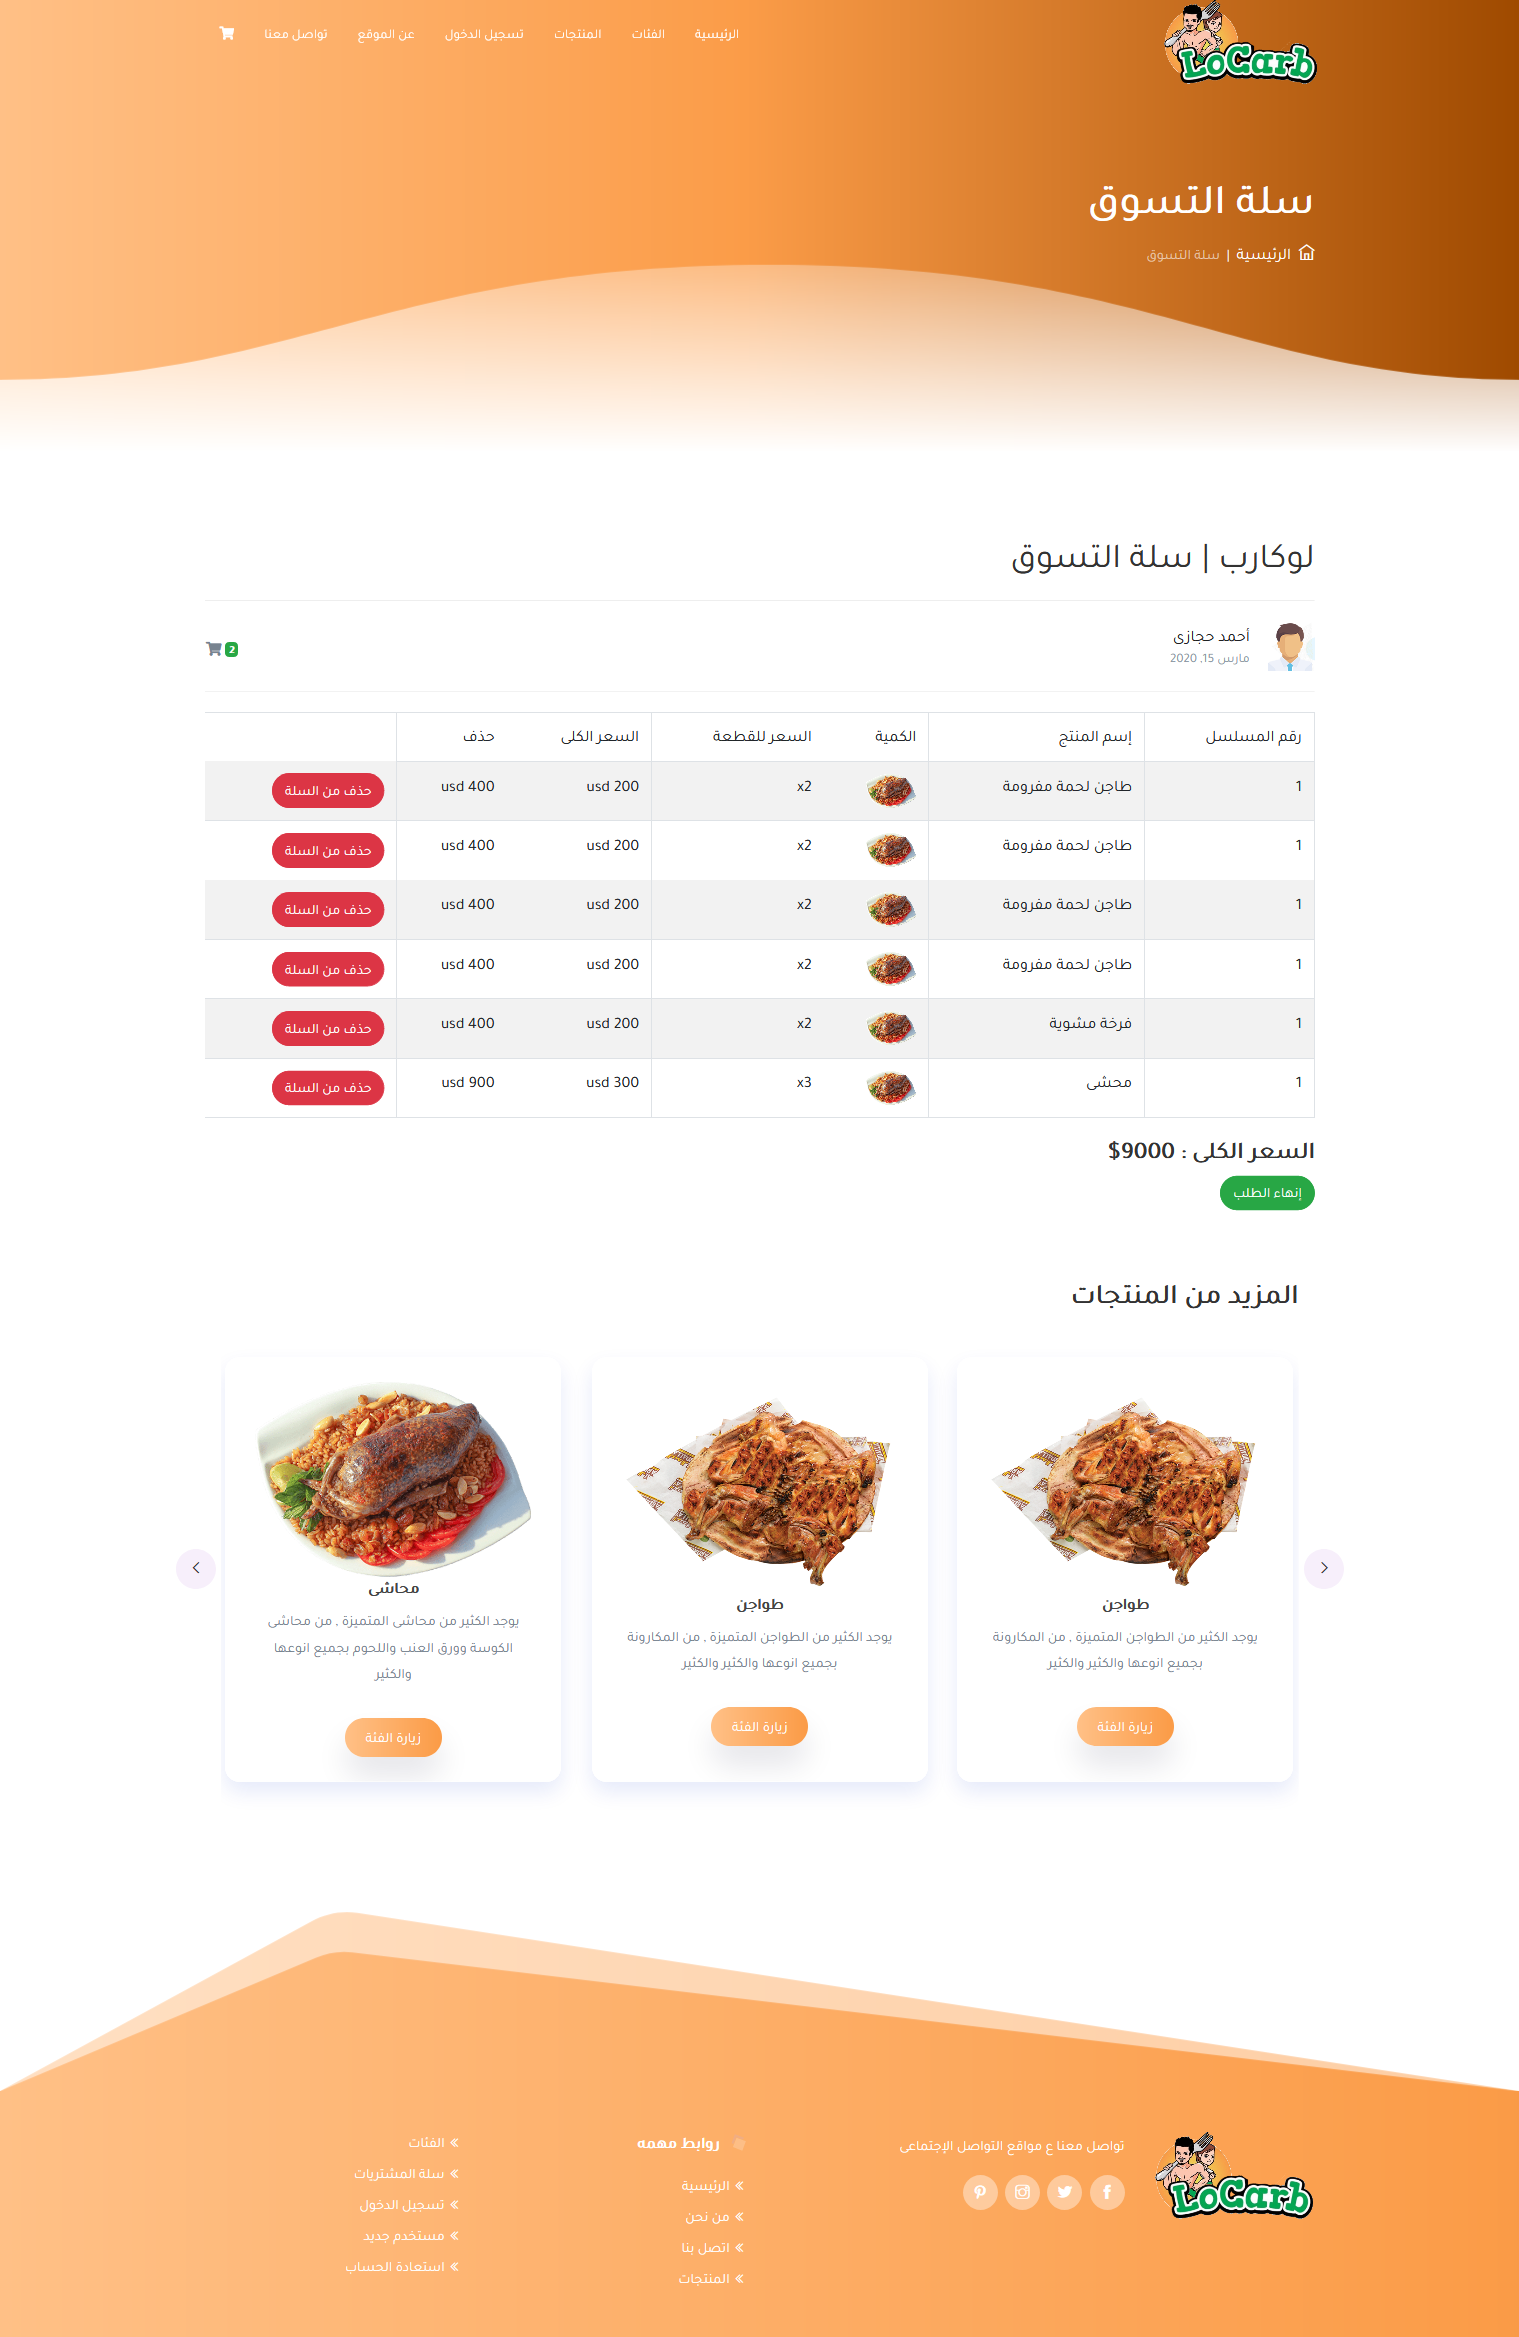 LoCarb
الرئيسية الفئات المنتجات تسجيل الدخول عن الموقع تواصل معنا
سلة التسوق
الرئيسية | سلة التسوق
لوكارب | سلة التسوق
أحمد حجازى
مارس 15, 2020
2
رقم المسلسل إسم المنتج الكمية السعر للقطعة السعر الكلى حذف
1 طاجن لحمة مفرومة x2 200 usd 400 usd حذف من السلة
1 طاجن لحمة مفرومة x2 200 usd 400 usd حذف من السلة
1 طاجن لحمة مفرومة x2 200 usd 400 usd حذف من السلة
1 طاجن لحمة مفرومة x2 200 usd 400 usd حذف من السلة
1 فرخة مشوية x2 200 usd 400 usd حذف من السلة
1 محشى x3 300 usd 900 usd حذف من السلة
السعر الكلى : 9000$
إنهاء الطلب
المزيد من المنتجات
طواجن
يوجد الكثير من الطواجن المتميزة , من المكارونة
بجميع انوعها والكثير والكثير
زيارة الفئة
طواجن
يوجد الكثير من الطواجن المتميزة , من المكارونة
بجميع انوعها والكثير والكثير
زيارة الفئة
محاشى
يوجد الكثير من محاشى المتميزة , من محاشى
الكوسة وورق العنب واللحوم بجميع انوعها
والكثير
زيارة الفئة
LoCarb
تواصل معنا ع مواقع التواصل الإجتماعى
روابط مهمه
الرئيسية
من نحن
اتصل بنا
المنتجات
الفئات
سلة المشتريات
تسجيل الدخول
مستخدم جديد
استعادة الحساب